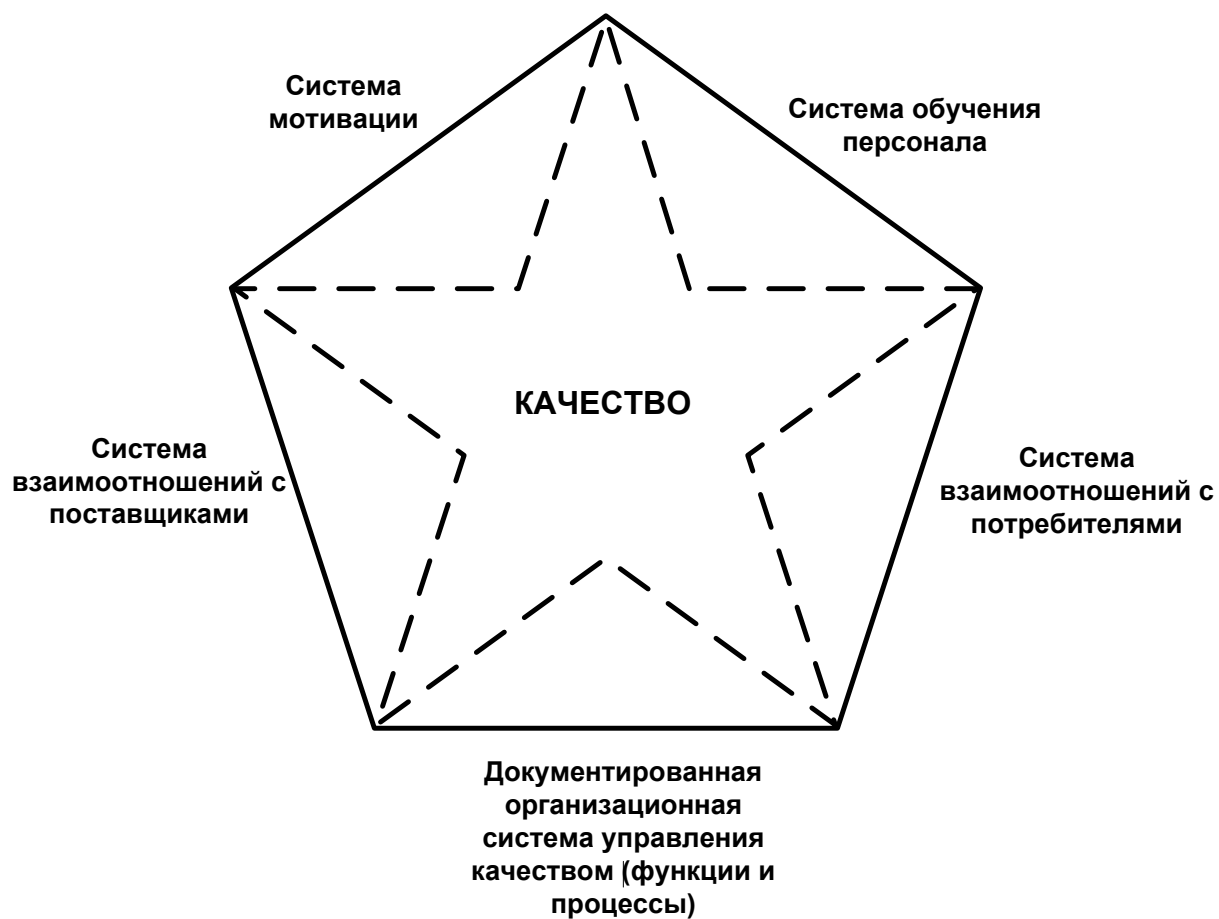 Система
мотивации
Система обучения
персонала
КАЧЕСТВО
Система
взаимоотношений с
поставщиками
Система
взаимоотношений с
потребителями
Документированная
организационная
система управления
качеством (функции и
процессы)